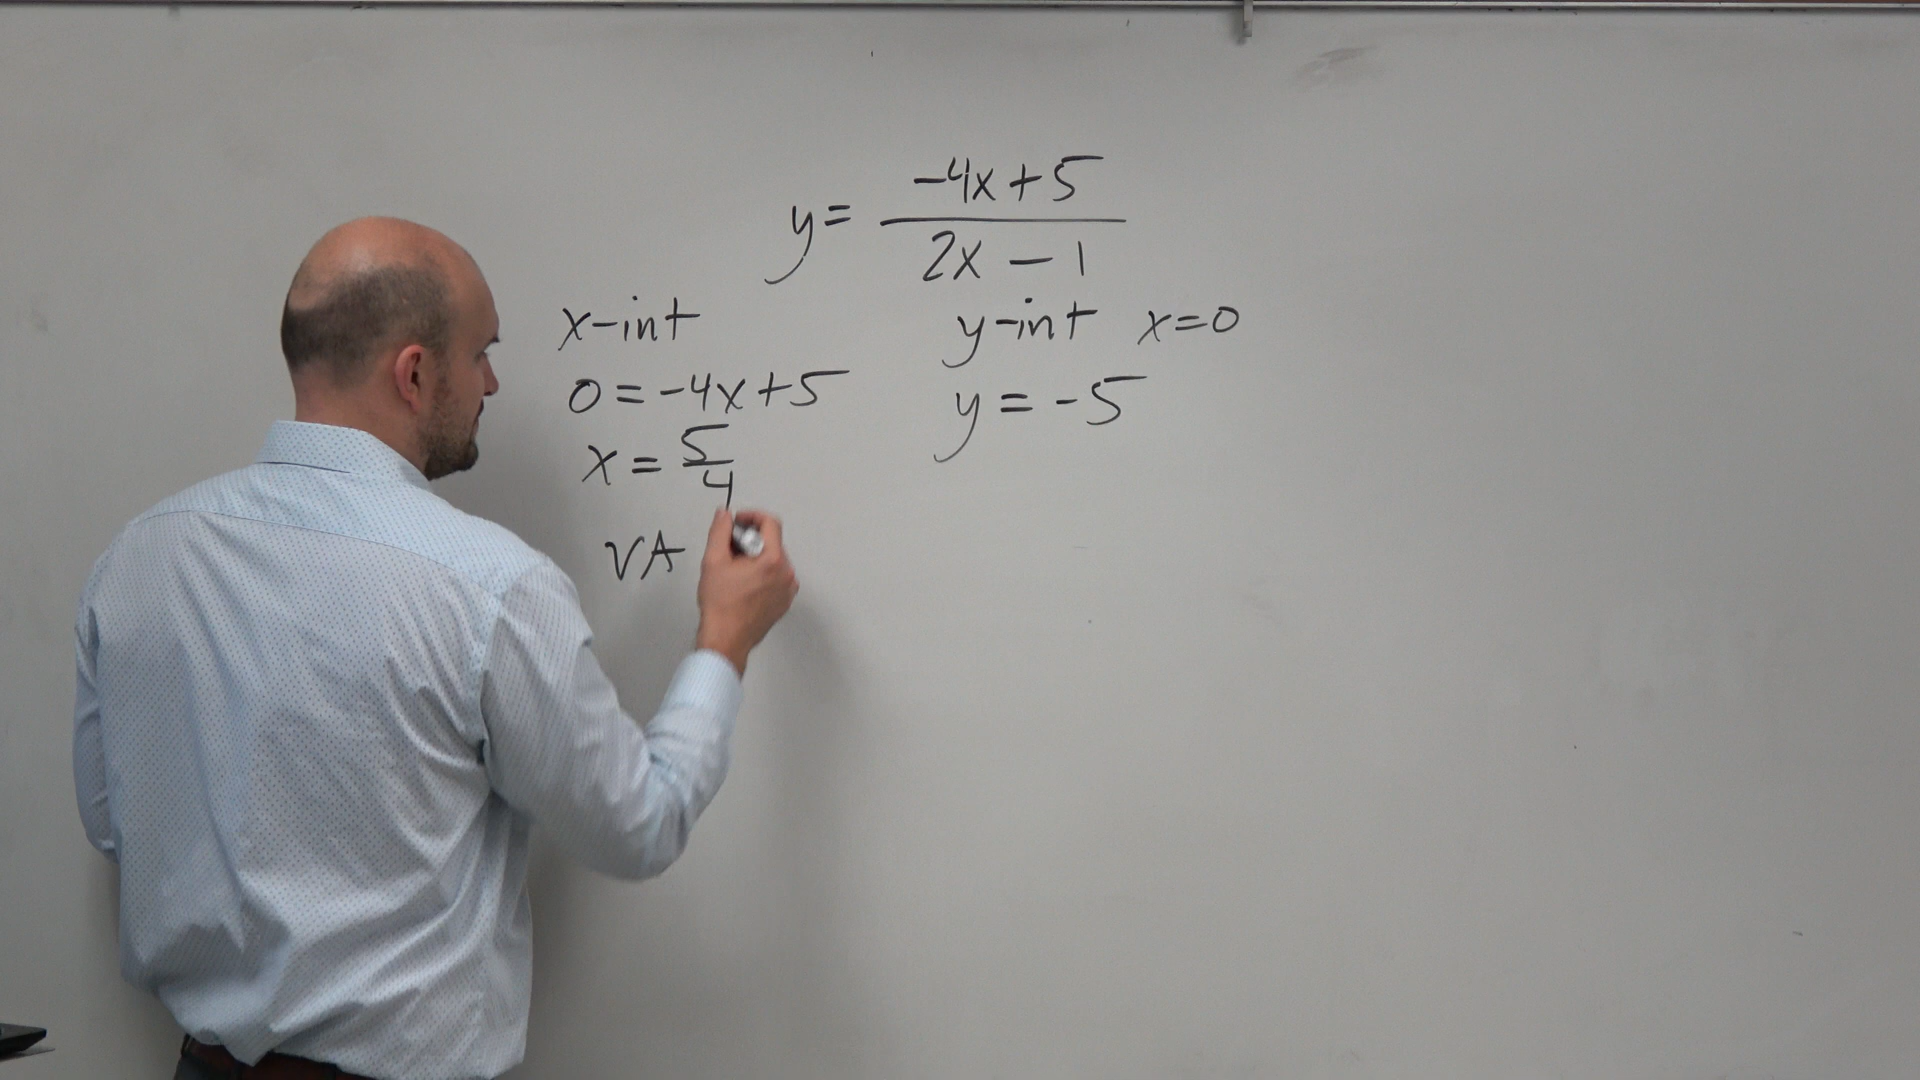 y = -4x + 5 / 2x - 1
x-int
0 = -4x + 5
x = 5/4
VA
y-int x = 0
y = -5